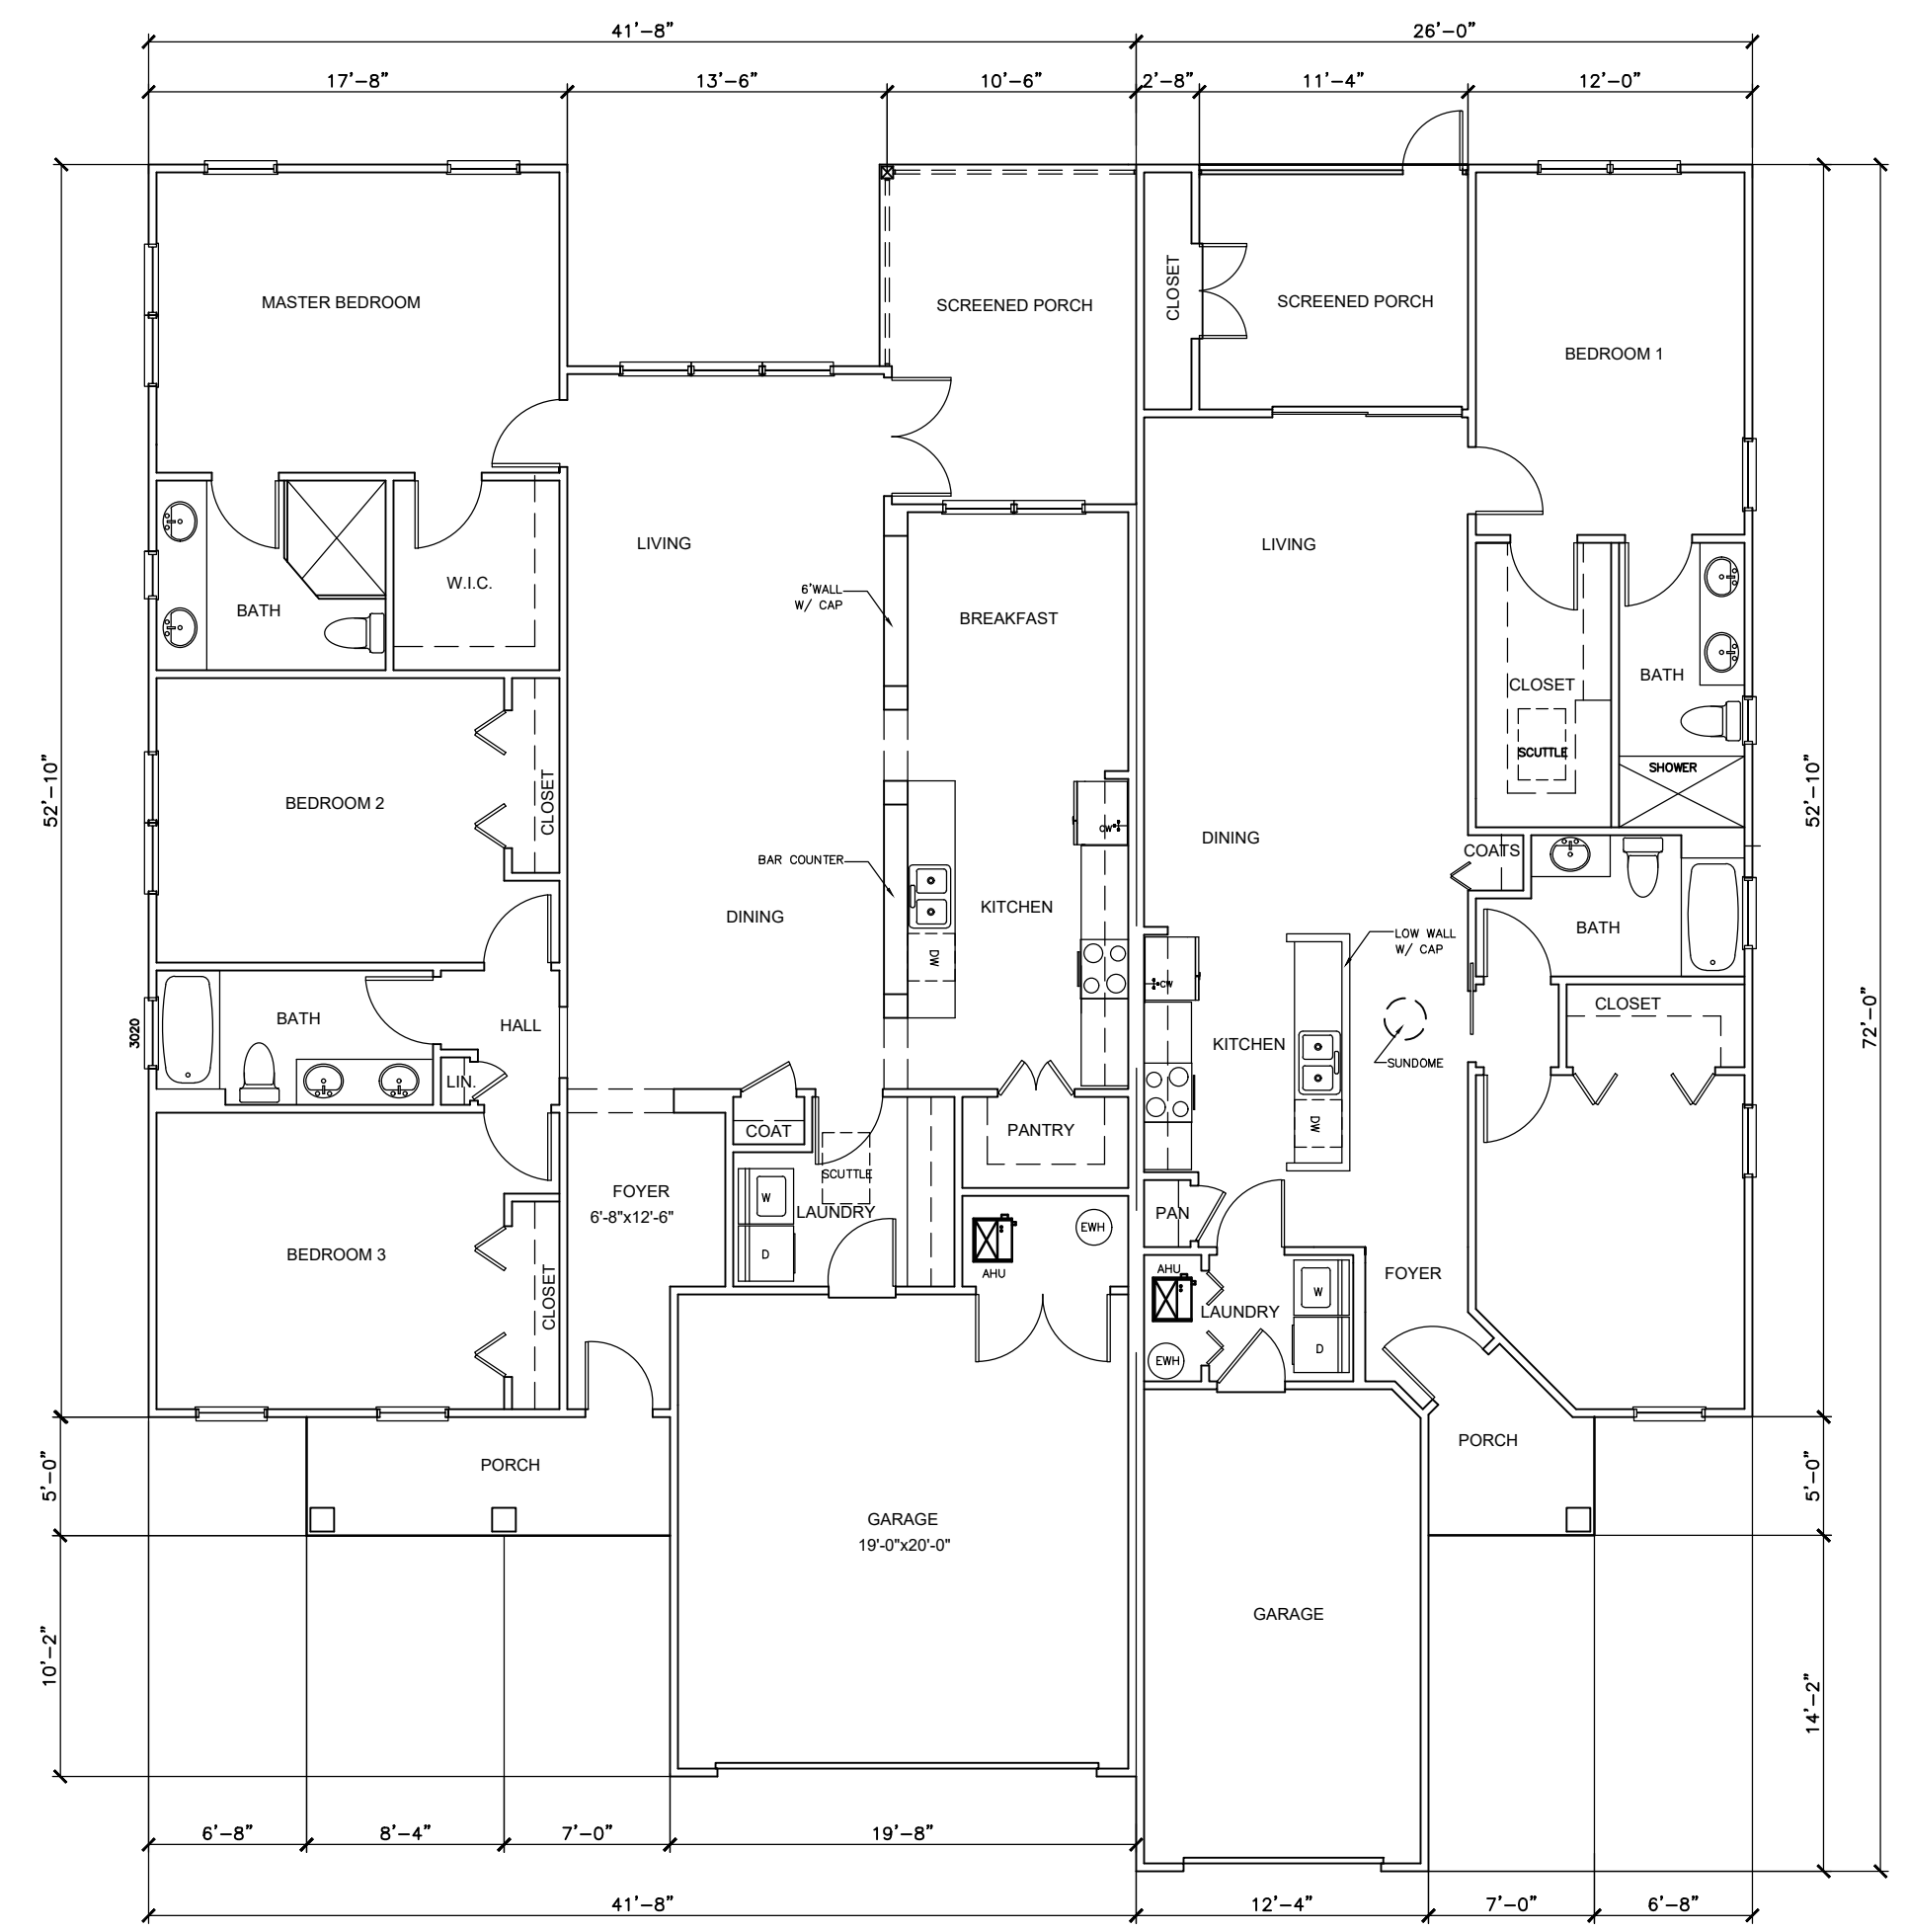 41'-8" 26'-0"
17'-8" 13'-6" 10'-6" 2'-8" 11'-4" 12'-0"
MASTER BEDROOM
SCREENED PORCH
CLOSET
SCREENED PORCH
BEDROOM 1
LIVING
LIVING
W.I.C.
BATH
6'WALL
W/ CAP
BREAKFAST
BATH
CLOSET
SCUTTLE
SHOWER
52'-10"
BEDROOM 2
CLOSET
CW
DINING
COATS
52'-10"
BAR COUNTER
DINING
KITCHEN
DW
BATH
LOW WALL
W/ CAP
CW
CLOSET
72'-0"
3020
BATH
HALL
KITCHEN
SUNDOME
LIN.
DW
COAT
PANTRY
SCUTTLE
FOYER
6'-8"x12'-6"
W
LAUNDRY
EWH
PAN
D
AHU
BEDROOM 3
CLOSET
AHU
FOYER
W
LAUNDRY
D
EWH
PORCH
PORCH
5'-0"
5'-0"
GARAGE
19'-0"x20'-0"
GARAGE
10'-2"
14'-2"
6'-8" 8'-4" 7'-0" 19'-8"
41'-8" 12'-4" 7'-0" 6'-8"